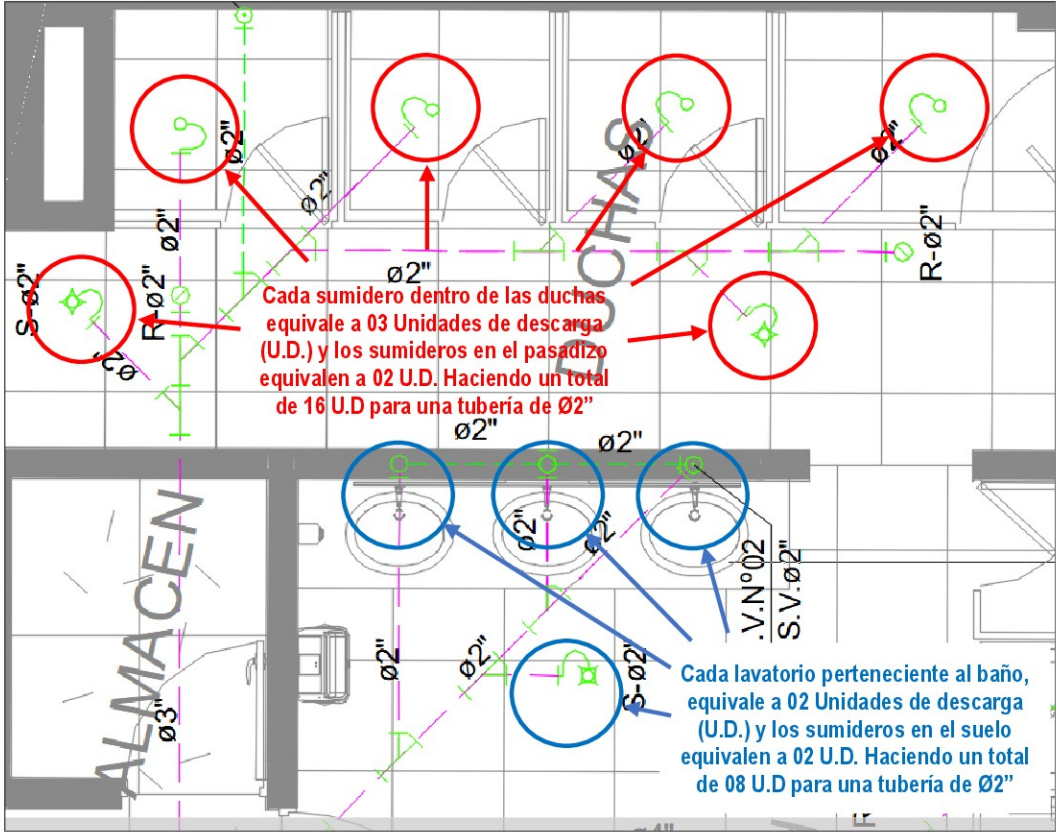 ø2"
ø2"
ø2"
ø2"
ø2"
DUCHAS
S-ø2"
R-ø2"
ø2"
R-ø2"
ø2"
Cada sumidero dentro de las duchas
equivale a 03 Unidades de descarga
(U.D.) y los sumideros en el pasadizo
equivalen a 02 U.D. Haciendo un total
de 16 U.D para una tubería de Ø2”
ø2"
ø2"
ALMACEN
ø3"
ø2"
ø2"
ø2"
ø2"
S-ø2"
.V.N°02
S.V.ø2"
Cada lavatorio perteneciente al baño,
equivale a 02 Unidades de descarga
(U.D.) y los sumideros en el suelo
equivalen a 02 U.D. Haciendo un total
de 08 U.D para una tubería de Ø2”